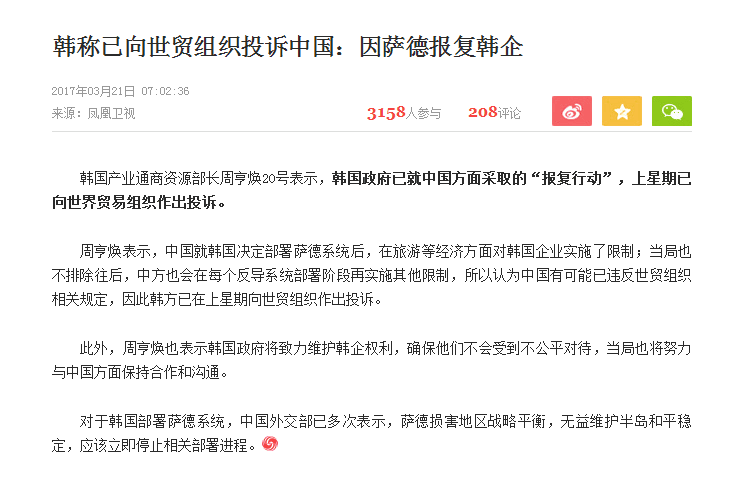 韩称已向世贸组织投诉中国：因萨德报复韩企
2017年03月21日 07:02:36
来源：凤凰卫视
3158人参与 208评论
韩国产业通商资源部长周亨焕20号表示，韩国政府已就中国方面采取的“报复行动”，上星期已
向世界贸易组织作出投诉。
周亨焕表示，中国就韩国决定部署萨德系统后，在旅游等经济方面对韩国企业实施了限制；当局也
不排除往后，中方也会在每个反导系统部署阶段再实施其他限制，所以认为中国有可能已违反世贸组织
相关规定，因此韩方已在上星期向世贸组织作出投诉。
此外，周亨焕也表示韩国政府将致力维护韩企权利，确保他们不会受到不公平对待，当局也将努力
与中国方面保持合作和沟通。
对于韩国部署萨德系统，中国外交部已多次表示，萨德损害地区战略平衡，无益维护半岛和平稳
定，应该立即停止相关部署进程。